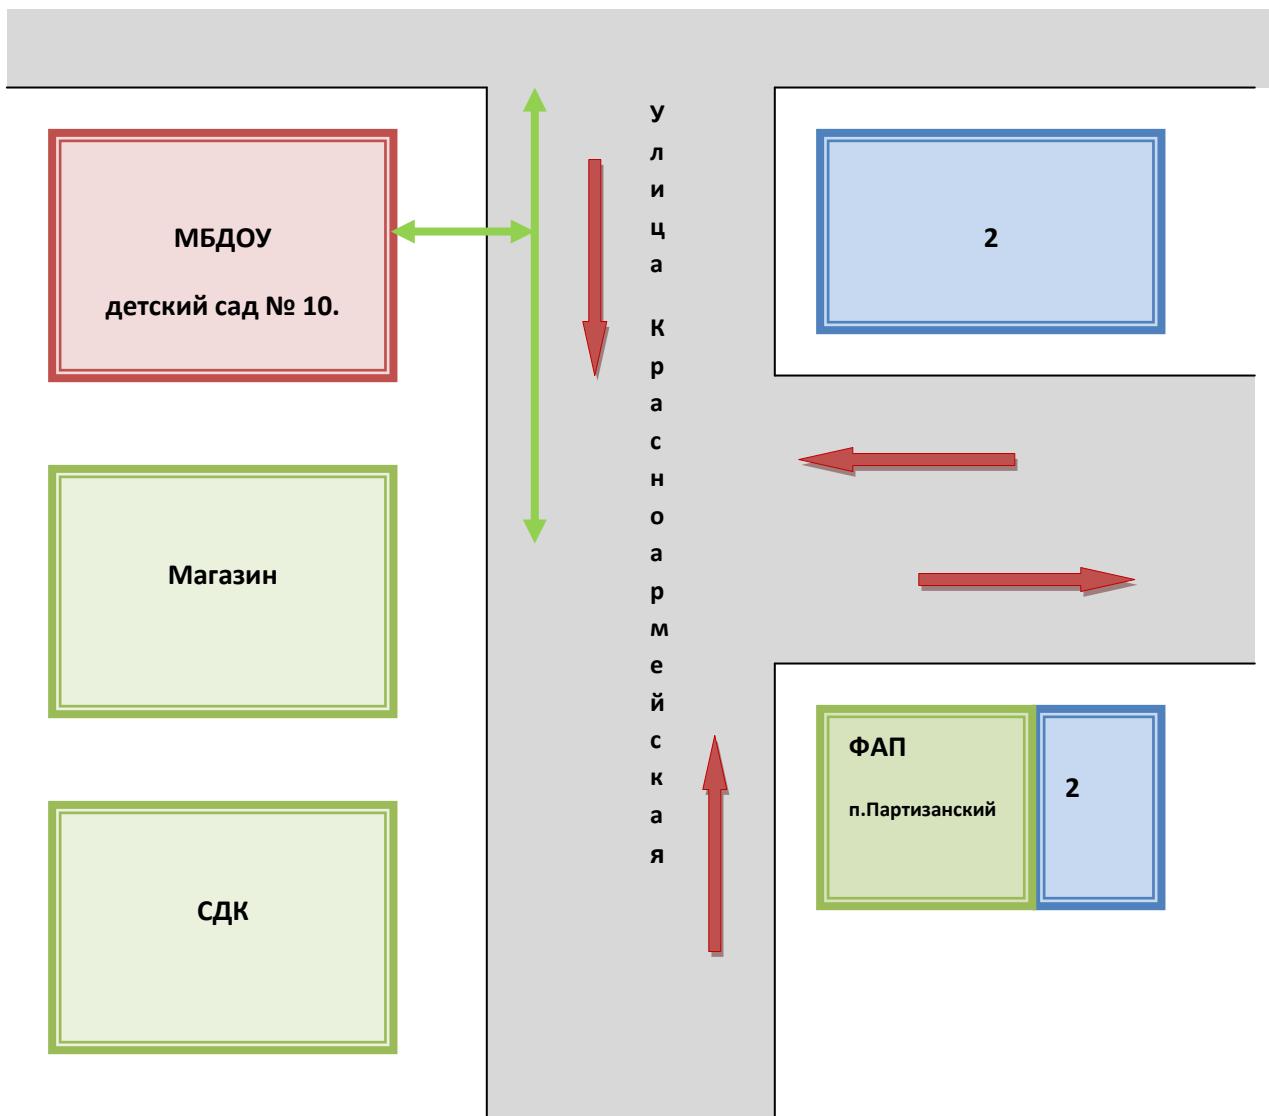 МБДОУ
детский сад № 10.
Улица Красноармейская
2
Магазин
ФАП
п.Партизанский
2
СДК